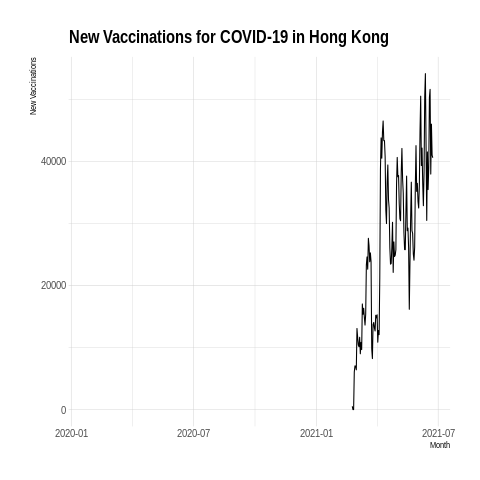 New Vaccinations for COVID-19 in Hong Kong
New Vaccinations
40000
20000
0
2020-01 2020-07 2021-01 2021-07
Month